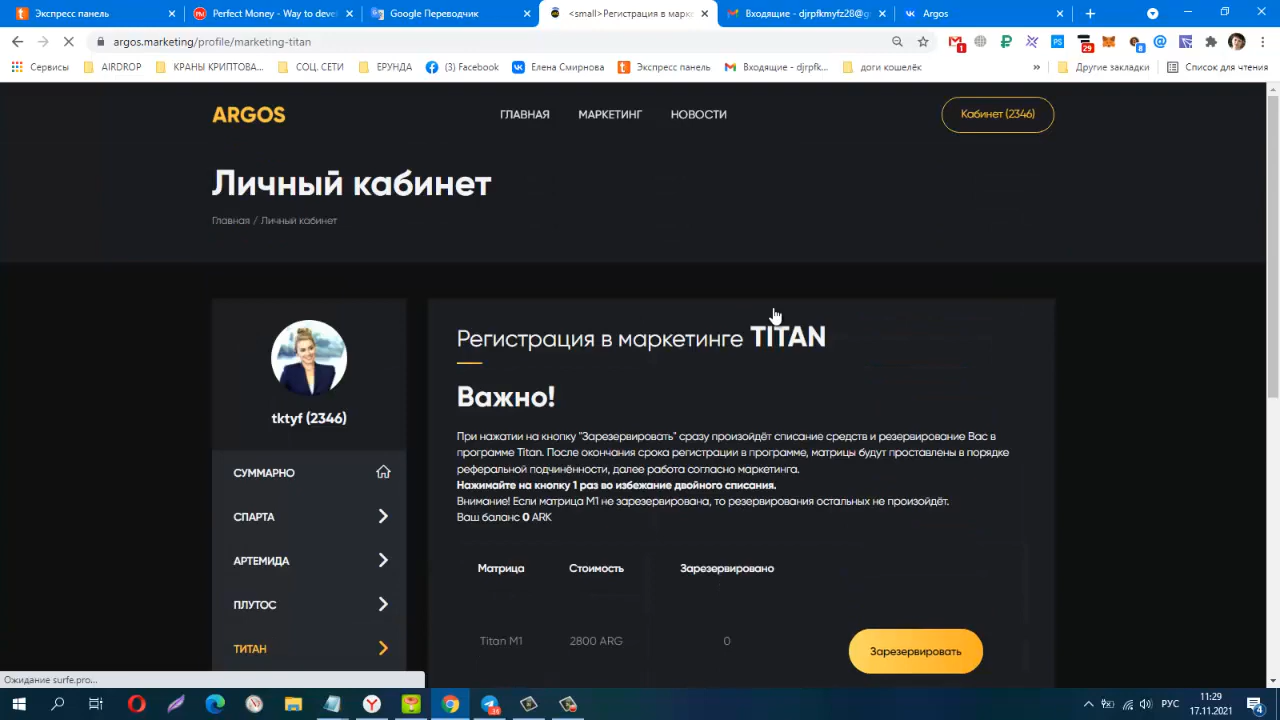 Экспресс панель
Perfect Money - Way to devel
Google Переводчик
<small>Регистрация в марке
Входящие - djrpfkmyfz28@g
Argos
argos.marketing/profile/marketing-titan
Сервисы
AIRDROP
КРАНЫ КРИПТОВА...
СОЦ. СЕТИ
ЕРУНДА
(3) Facebook
Елена Смирнова
Экспресс панель
Входящие - djrpfk...
доги кошелёк
»
Другие закладки
Список для чтения
ARGOS
ГЛАВНАЯ
МАРКЕТИНГ
НОВОСТИ
Кабинет (2346)
Личный кабинет
Главная / Личный кабинет
tktyf (2346)
СУММАРНО
СПАРТА
АРТЕМИДА
ПЛУТОС
ТИТАН
Регистрация в маркетинге TITAN
Важно!
При нажатии на кнопку "Зарезервировать" сразу произойдёт списание средств и резервирование Вас в
программе Titan. После окончания срока регистрации в программе, матрицы будут проставлены в порядке
реферальной подчинённости, далее работа согласно маркетинга.
Нажимайте на кнопку 1 раз во избежание двойного списания.
Внимание! Если матрица М1 не зарезервирована, то резервирования остальных не произойдёт.
Ваш баланс 0 ARK
Матрица Стоимость Зарезервировано
Titan M1 2800 ARG 0 Зарезервировать
Ожидание surfe.pro...
РУС
11:29
17.11.2021